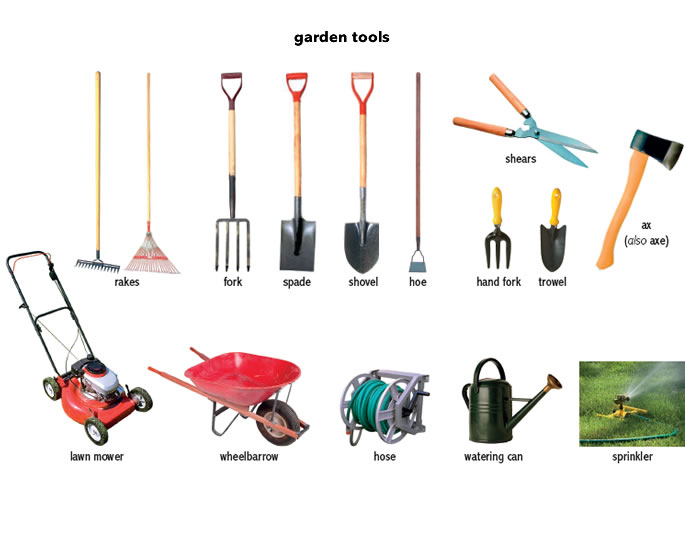 garden tools
shears
ax
(also axe)
rakes
fork
spade
shovel
hoe
hand fork
trowel
lawn mower
wheelbarrow
hose
watering can
sprinkler